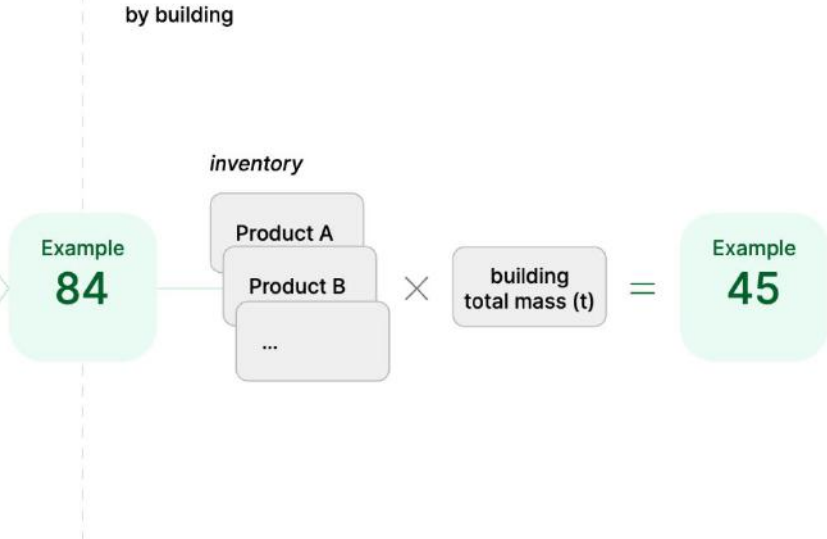 by building
inventory
Example
84
Product A
Product B
...
×
building
total mass (t)
=
Example
45